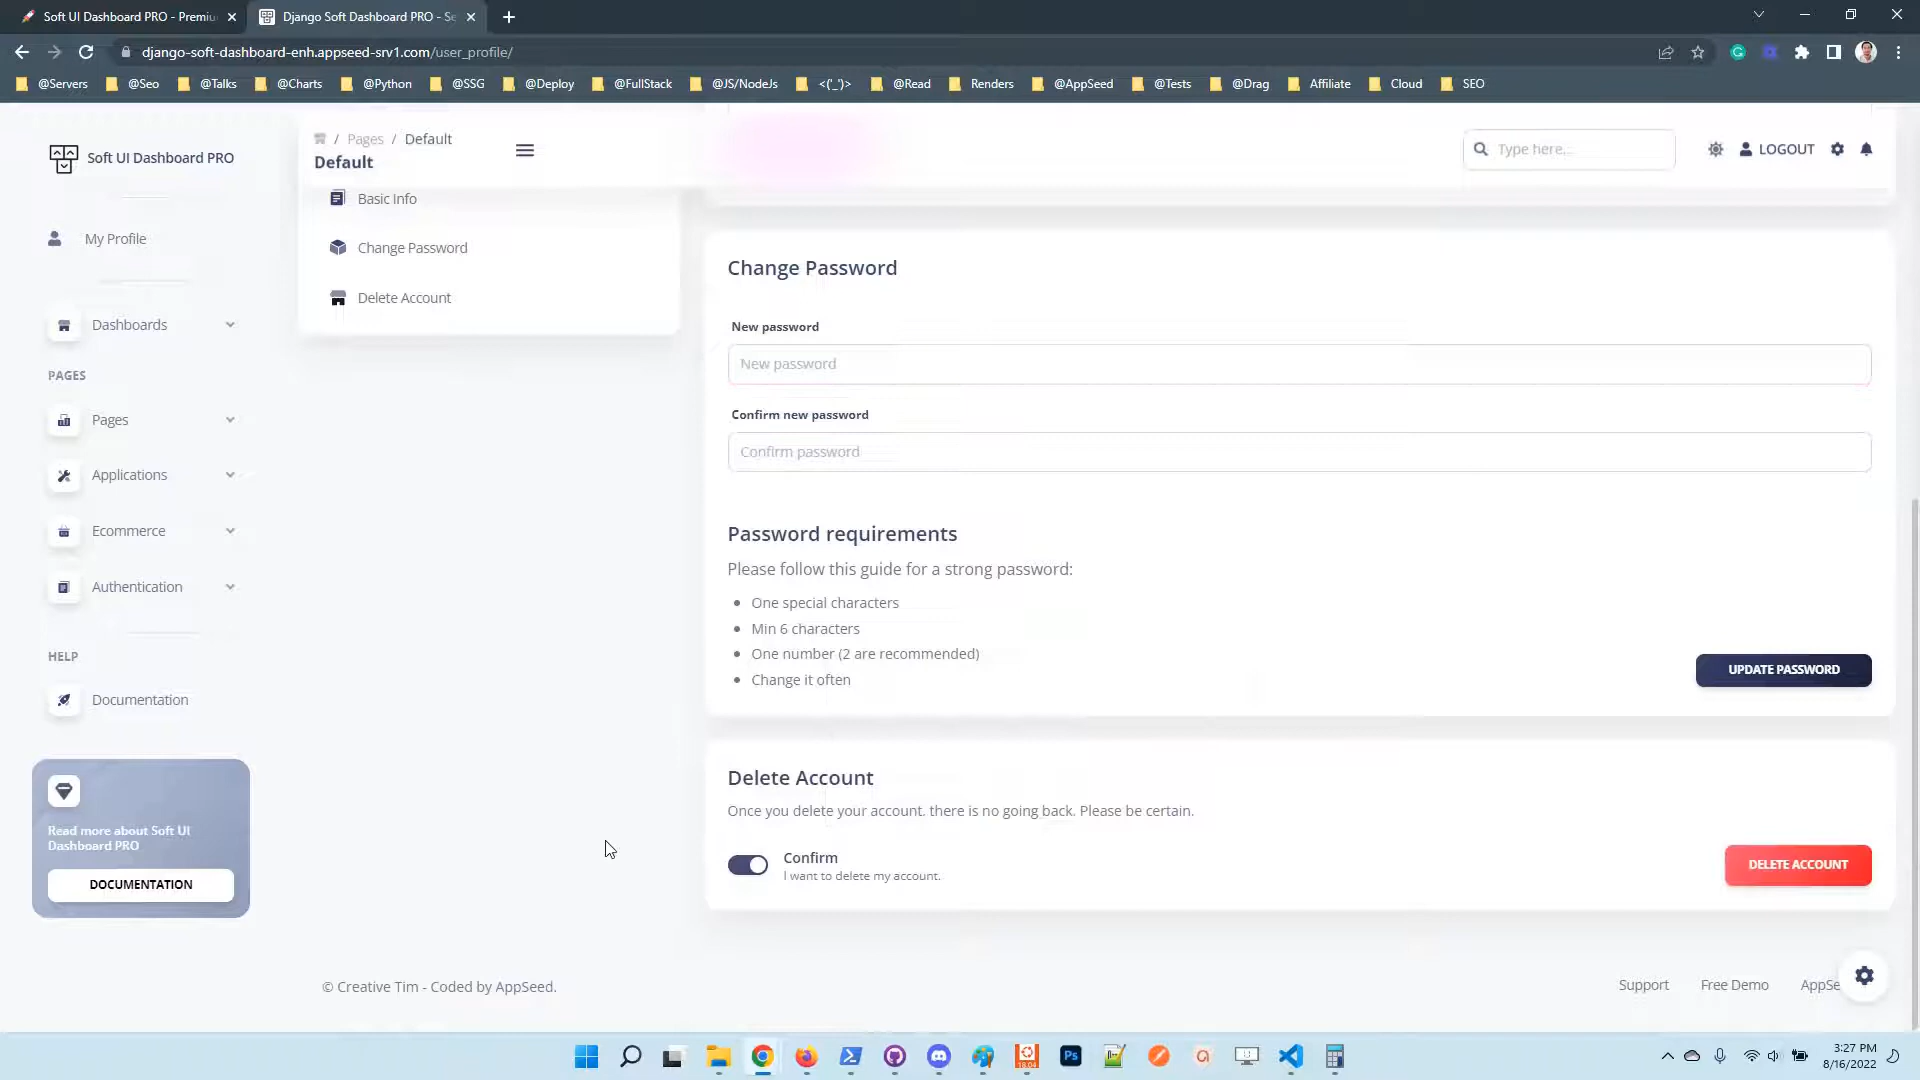 Soft UI Dashboard PRO - Premiu
Django Soft Dashboard PRO - Se
django-soft-dashboard-enh.appseed-srv1.com/user_profile/
@Servers
@Seo
@Talks
@Charts
@Python
@SSG
@Deploy
@FullStack
@JS/NodeJs
<('_')>
@Read
Renders
@AppSeed
@Tests
@Drag
Affiliate
Cloud
SEO
Soft UI Dashboard PRO
My Profile
Dashboards
PAGES
Pages
Applications
Ecommerce
Authentication
HELP
Documentation
Read more about Soft UI
Dashboard PRO
DOCUMENTATION
/ Pages / Default
Default
Type here...
LOGOUT
Basic Info
Change Password
Delete Account
Change Password
New password
New password
Confirm new password
Confirm password
Password requirements
Please follow this guide for a strong password:
One special characters
Min 6 characters
One number (2 are recommended)
Change it often
UPDATE PASSWORD
Delete Account
Once you delete your account, there is no going back. Please be certain.
Confirm
I want to delete my account.
DELETE ACCOUNT
© Creative Tim - Coded by AppSeed.
Support
Free Demo
AppSe
Ps
18.04
3:27 PM
8/16/2022